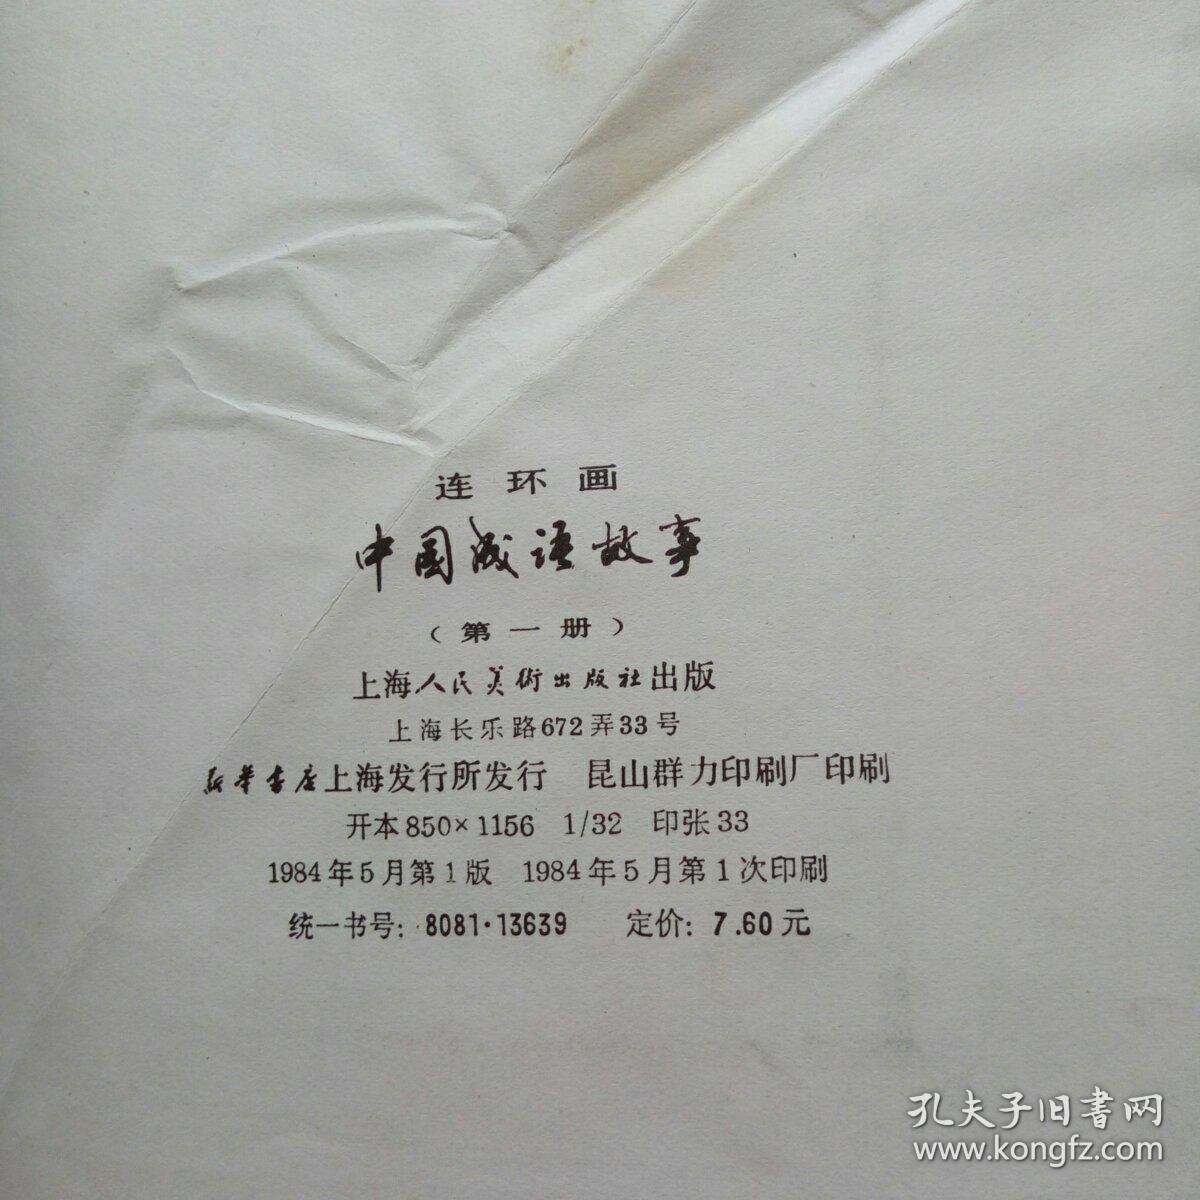 连环画
中国成语故事
（第一册）
上海人民美術出版社出版
上海长乐路672弄33号
新华书店上海发行所发行 昆山群力印刷厂印刷
开本850×1156 1/32 印张33
1984年5月第1版 1984年5月第1次印刷
统一书号：8081·13639 定价：7.60元
孔夫子旧書网
www.kongfz.com